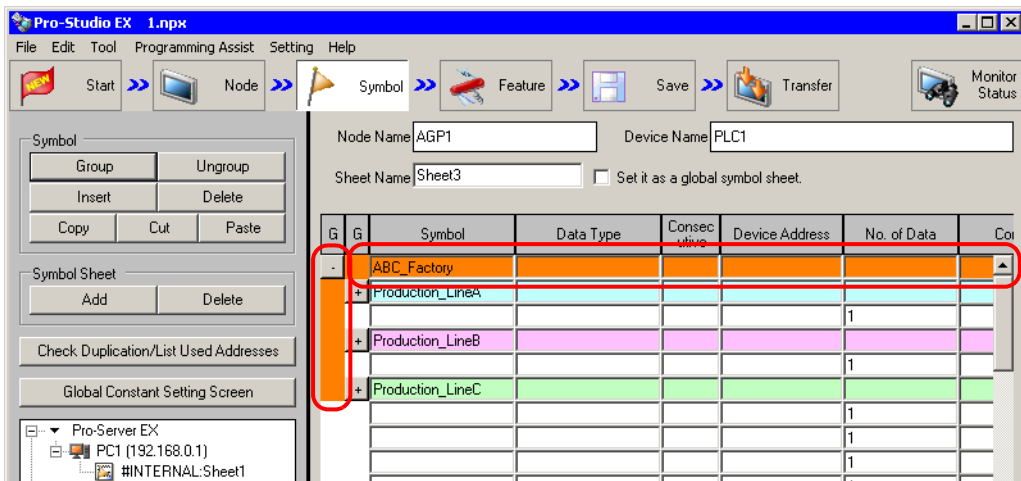 Pro-Studio EX 1.npx
File Edit Tool Programming Assist Setting Help
NEW Start Node Symbol Feature Save Transfer Monitor Status
Symbol
Group Ungroup
Insert Delete
Copy Cut Paste
Symbol Sheet
Add Delete
Check Duplication/List Used Addresses
Global Constant Setting Screen
Pro-Server EX
PC1 (192.168.0.1)
#INTERNAL:Sheet1
Node Name AGP1 Device Name PLC1
Sheet Name Sheet3 Set it as a global symbol sheet.
G G Symbol Data Type Consec utive Device Address No. of Data
- ABC_Factory
+ Production_LineA
1
+ Production_LineB
1
+ Production_LineC
1
1
1